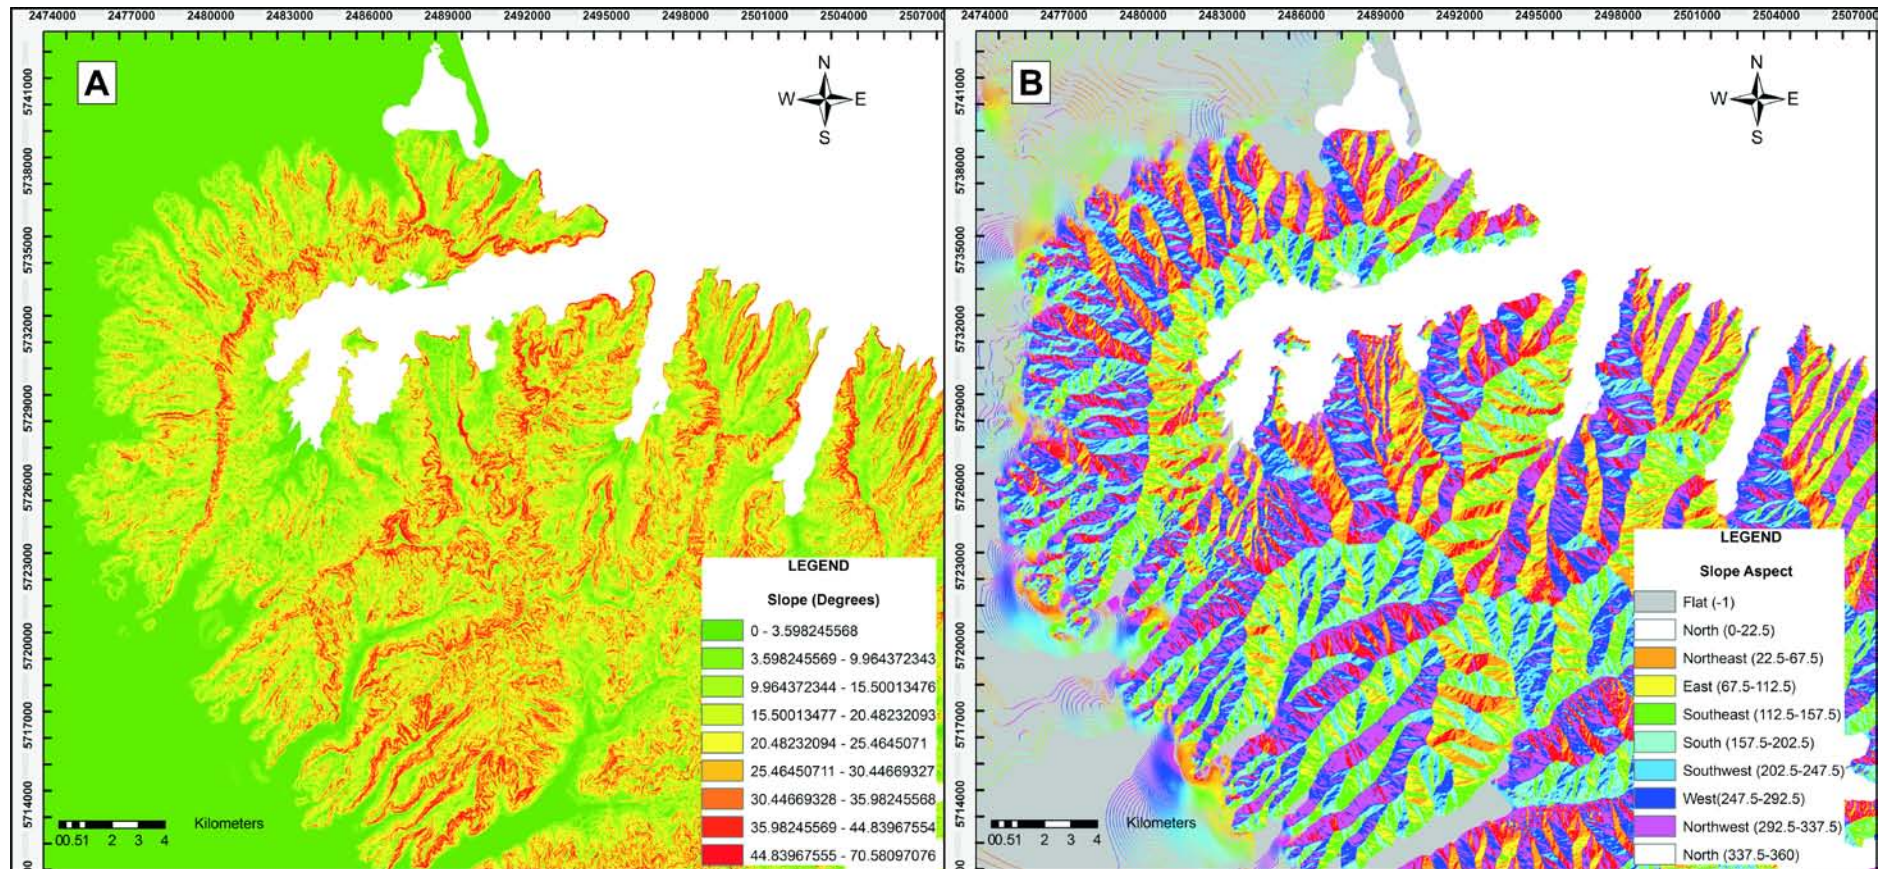 2474000 2477000 2480000 2483000 2486000 2489000 2492000 2495000 2498000 2501000 2504000 2507000
A
N
W E
S
5741000
5738000
5735000
5732000
5729000
5726000
5723000
5720000
5717000
5714000
LEGEND
Slope (Degrees)
0 - 3.598245568
3.598245569 - 9.964372343
9.964372344 - 15.50013476
15.50013477 - 20.48232093
20.48232094 - 25.4645071
25.46450711 - 30.44669327
30.44669328 - 35.98245568
35.98245569 - 44.83967554
44.83967555 - 70.58097076
Kilometers
00.51 2 3 4
2474000 2477000 2480000 2483000 2486000 2489000 2492000 2495000 2498000 2501000 2504000 2507000
B
N
W E
S
5741000
5738000
5735000
5732000
5729000
5726000
5723000
5720000
5717000
5714000
LEGEND
Slope Aspect
Flat (-1)
North (0-22.5)
Northeast (22.5-67.5)
East (67.5-112.5)
Southeast (112.5-157.5)
South (157.5-202.5)
Southwest (202.5-247.5)
West(247.5-292.5)
Northwest (292.5-337.5)
North (337.5-360)
Kilometers
00.51 2 3 4